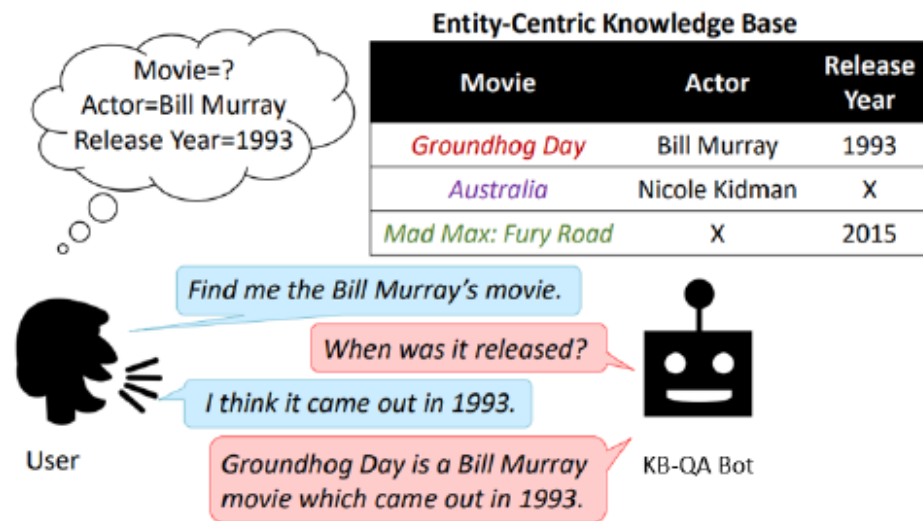 Entity-Centric Knowledge Base
Movie=?
Actor=Bill Murray
Release Year=1993
Movie Actor Release Year
Groundhog Day Bill Murray 1993
Australia Nicole Kidman X
Mad Max: Fury Road X 2015
Find me the Bill Murray's movie.
When was it released?
I think it came out in 1993.
Groundhog Day is a Bill Murray
movie which came out in 1993.
User
KB-QA Bot